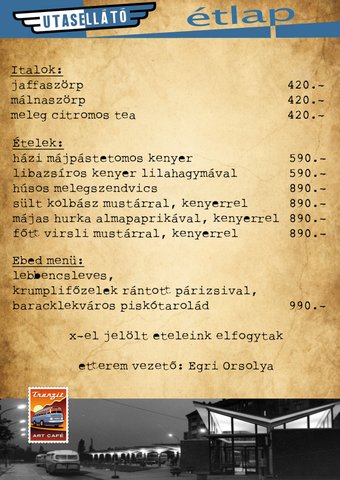 UTASELLÁTÓ
étlap
Italok:
jaffaszörp 420.-
málnaszörp 420.-
meleg citromos tea 420.-
Ételek:
házi májpástetomos kenyer 590.-
libazsíros kenyer lilahagymával 590.-
húsos melegszendvics 890.-
sült kolbász mustárral, kenyerrel 890.-
májas hurka almapaprikával, kenyerrel 890.-
főtt virsli mustárral, kenyerrel 890.-
Ebed menü:
lebbencsleves,
krumplifőzelek rántott párizsival,
baracklekváros piskótarolád 990.-
x-el jelölt ételeink elfogytak
etterem vezető: Egri Orsolya
Tranzit
ART CAFÉ